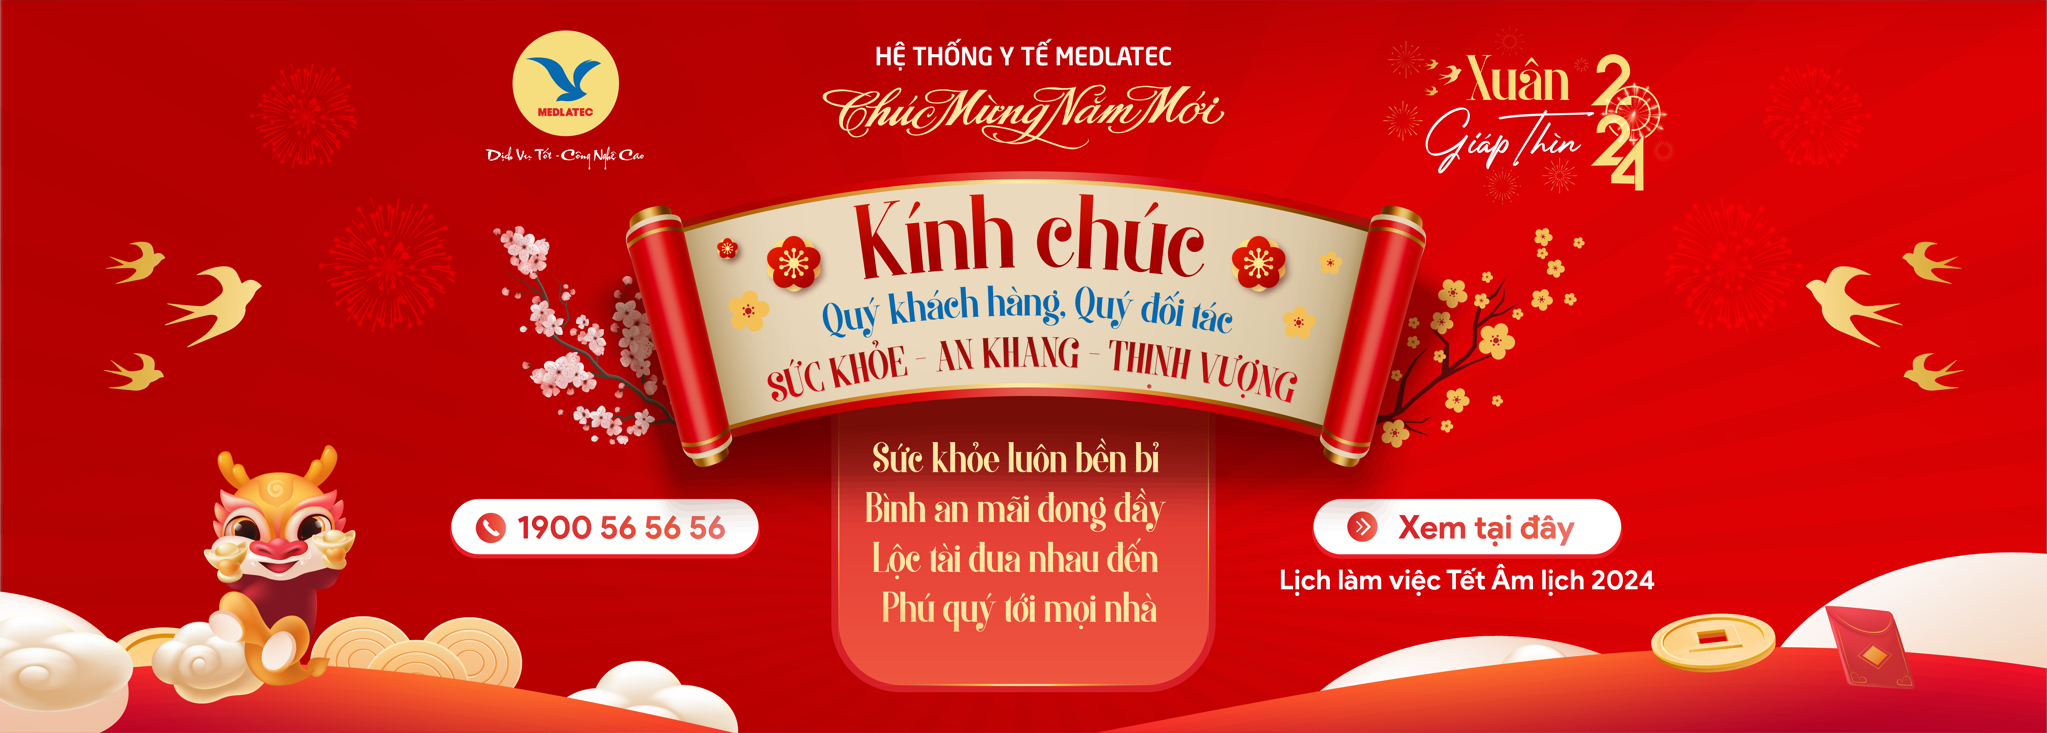 MEDLATEC
Dịch Vụ Tốt - Công Nghệ Cao
HỆ THỐNG Y TẾ MEDLATEC
Chúc Mừng Năm Mới
Xuân 2024
Giáp Thìn
Kính chúc
Quý khách hàng, Quý đối tác
SỨC KHỎE - AN KHANG - THỊNH VƯỢNG
Sức khỏe luôn bền bỉ
Bình an mãi dong đầy
Lộc tài đua nhau đến
Phú quý tới mọi nhà
1900 56 56 56
Xem tại đây
Lịch làm việc Tết Âm lịch 2024